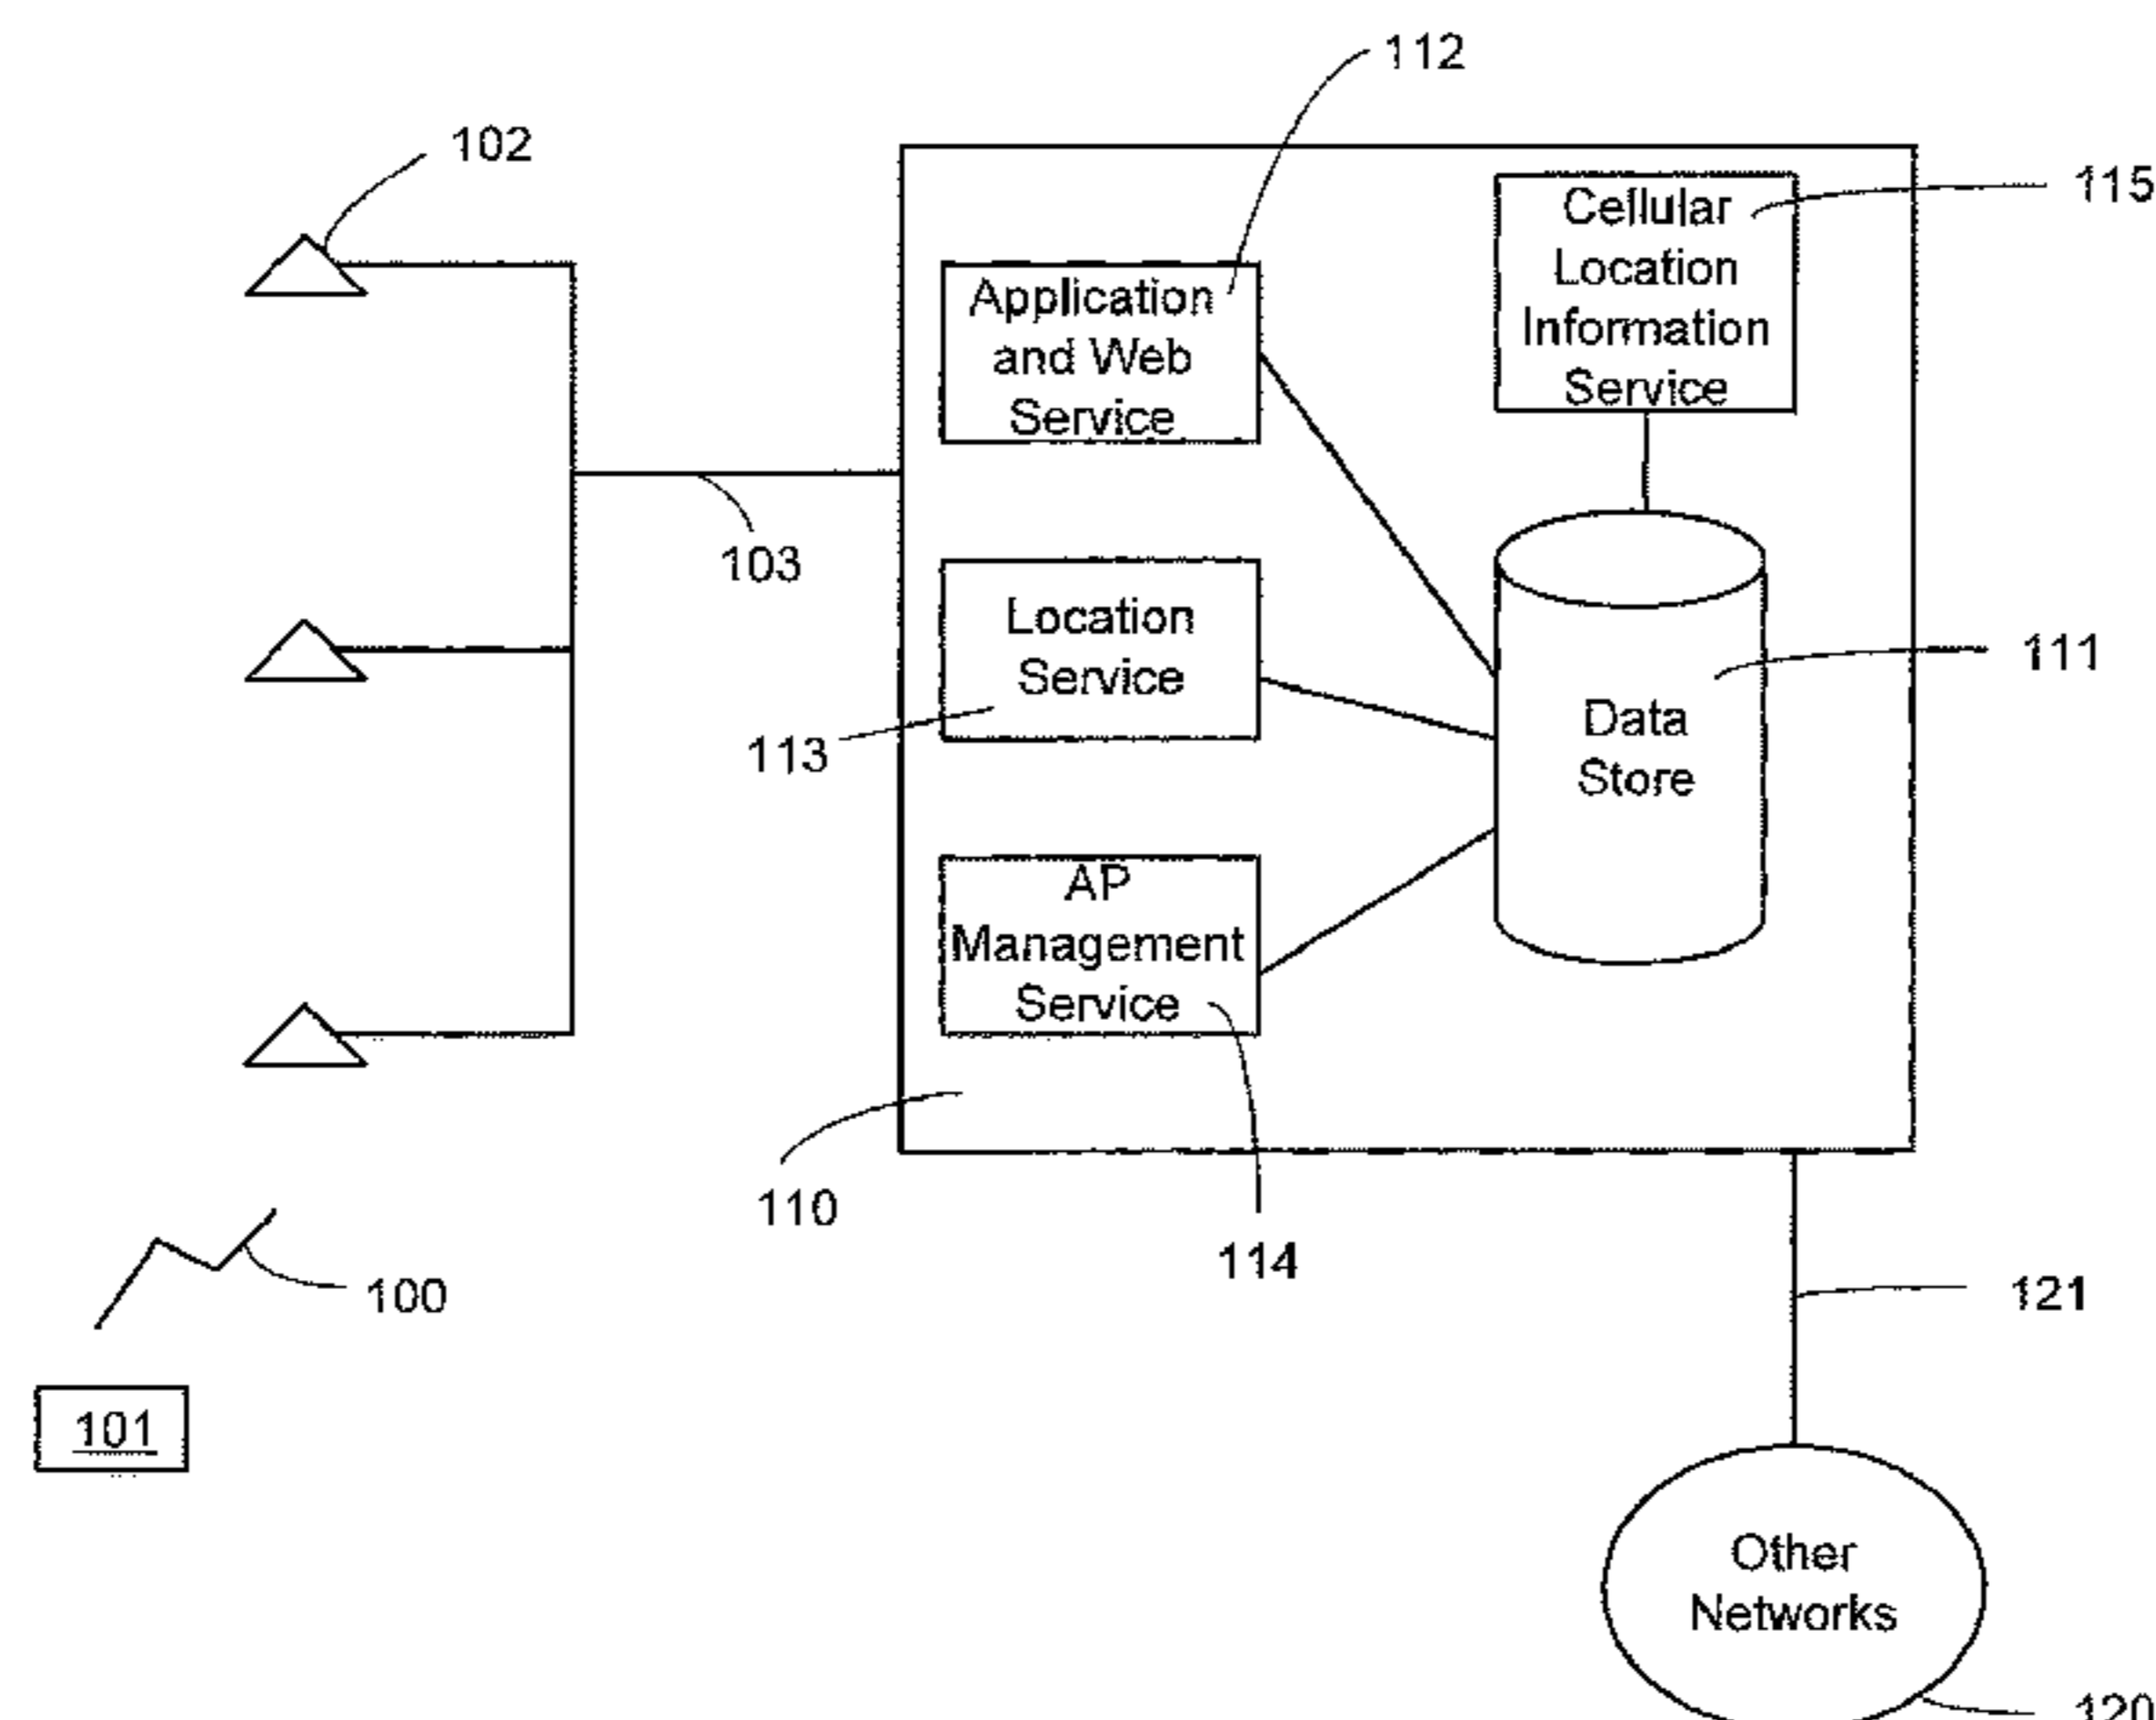 112
102
115
Cellular
Location
Information
Service
Application
and Web
Service
103
Location
Service
111
113
Data
Store
AP
Management
Service
110
114
100
121
101
Other
Networks
120